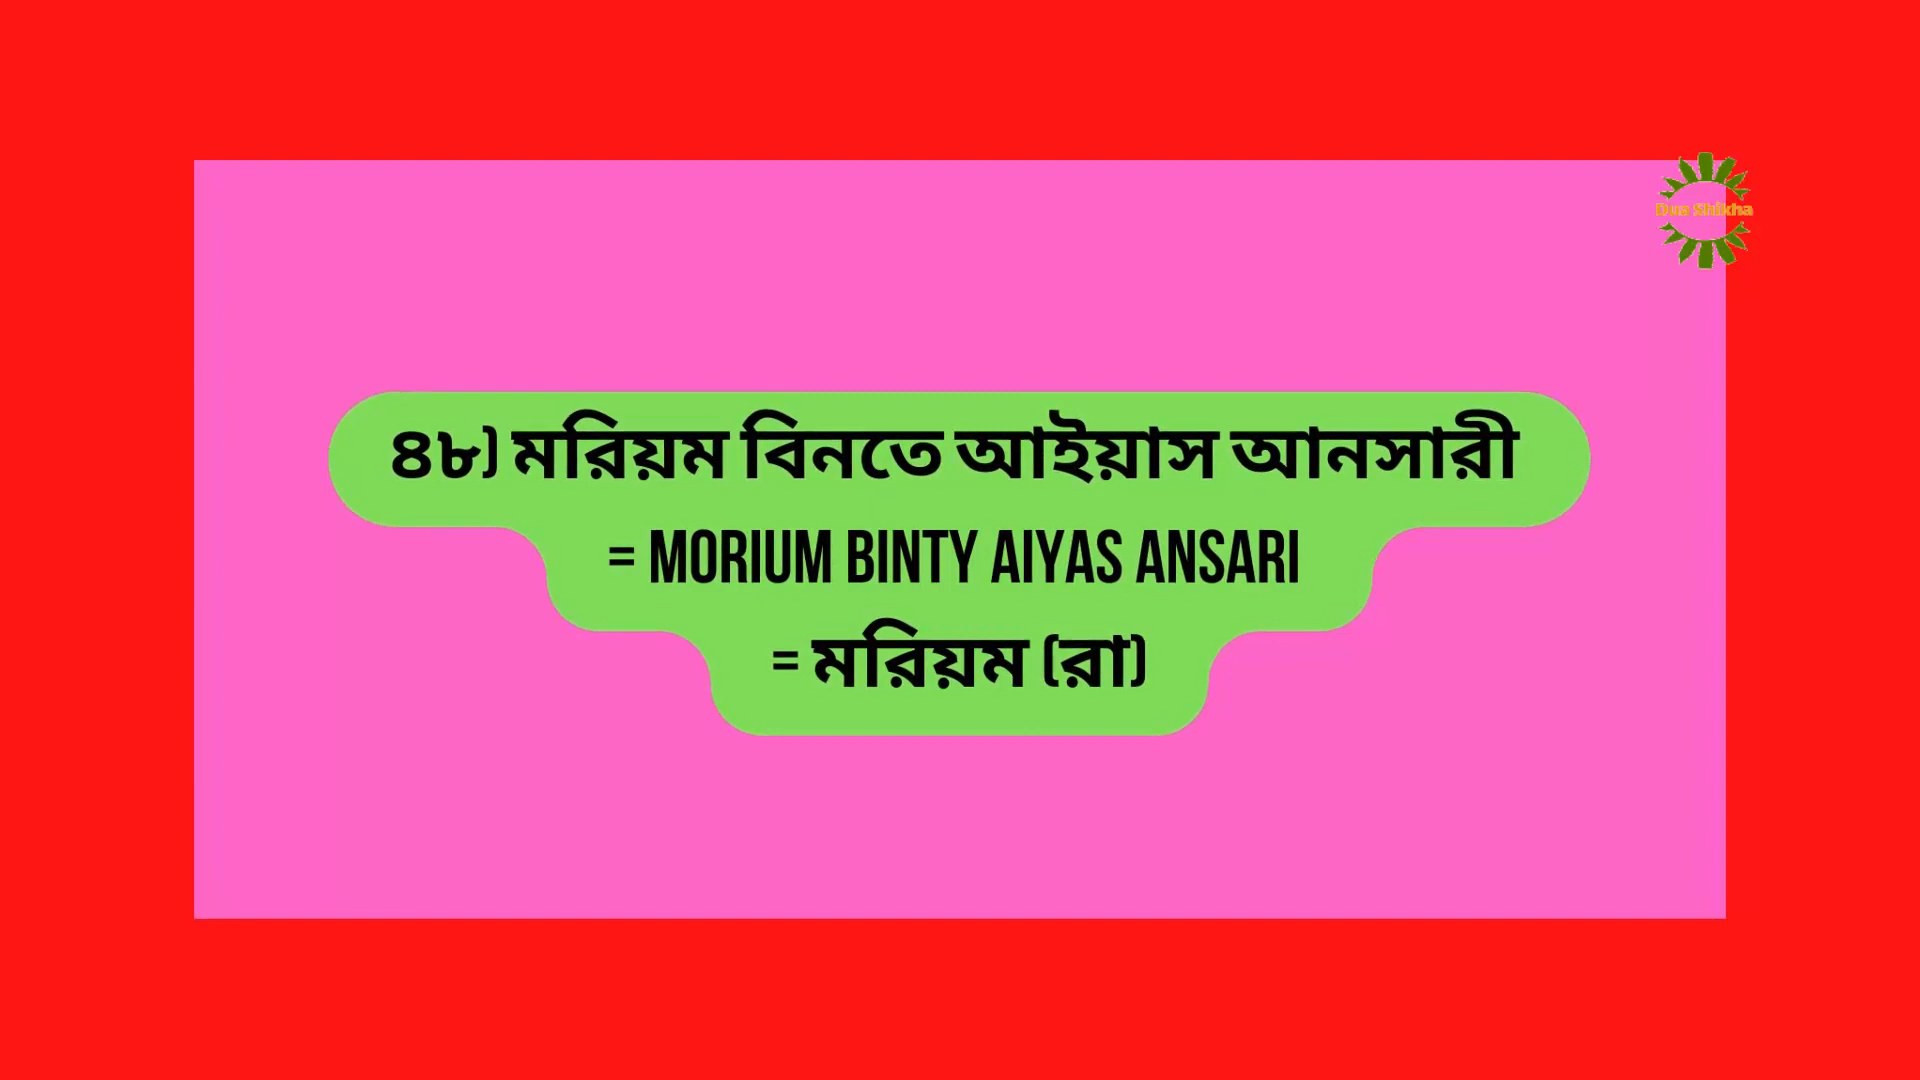 Dua Shikha
৪৮) মরিয়ম বিনতে আইয়াস আনসারী
= MORIUM BINTY AIYAS ANSARI
= মরিয়ম (রা)